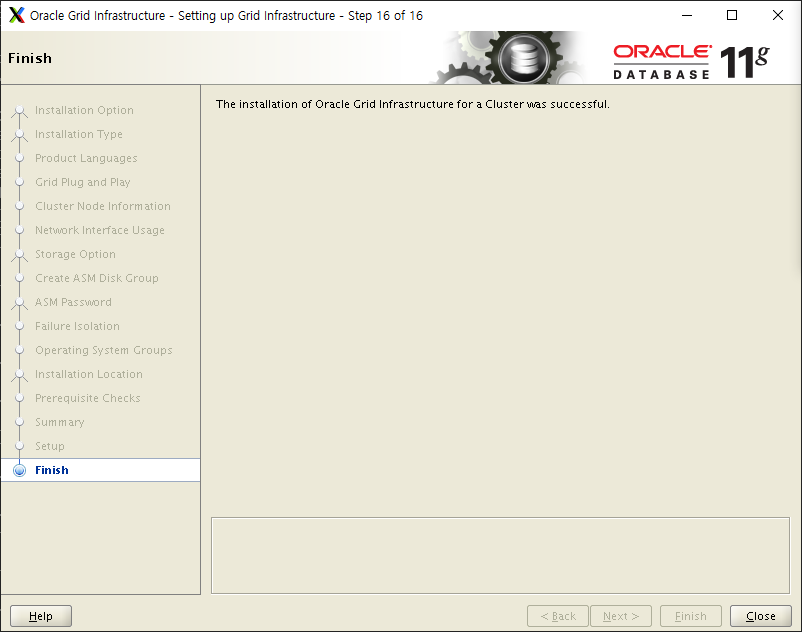 Oracle Grid Infrastructure - Setting up Grid Infrastructure - Step 16 of 16
Finish
ORACLE
DATABASE
11g
Installation Option
Installation Type
Product Languages
Grid Plug and Play
Cluster Node Information
Network Interface Usage
Storage Option
Create ASM Disk Group
ASM Password
Failure Isolation
Operating System Groups
Installation Location
Prerequisite Checks
Summary
Setup
Finish
The installation of Oracle Grid Infrastructure for a Cluster was successful.
Help
< Back
Next >
Finish
Close